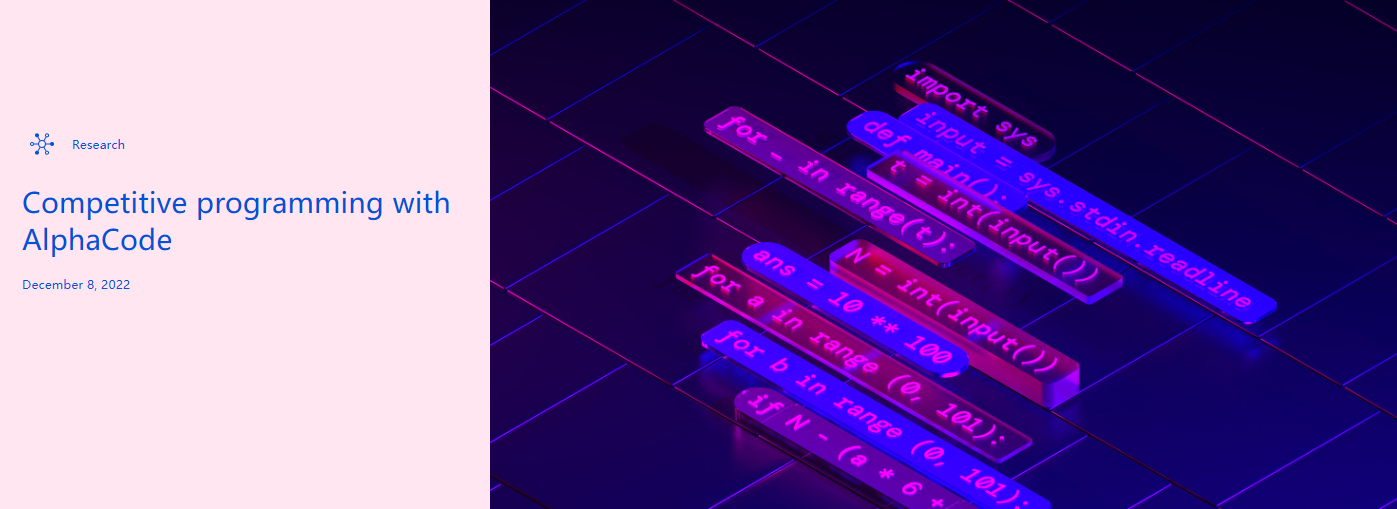 Research
Competitive programming with
AlphaCode
December 8, 2022
import sys
input = sys.stdin.readline
def main():
t = int(input())
for - in range(t):
N = int(input())
ans = 10 ** 100
for a in range (0, 101):
for b in range (0, 101):
if N - (a * 6 +